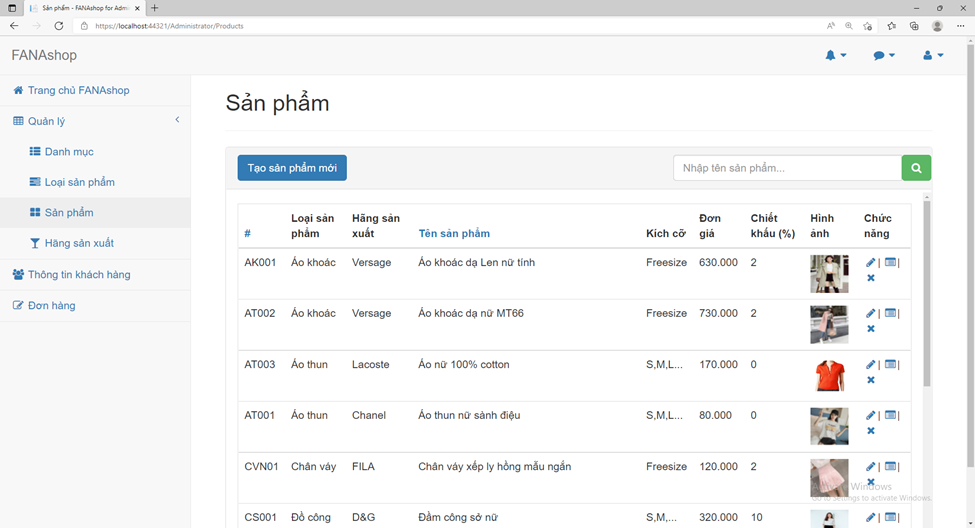 Sản phẩm - FANAshop for Admi
https://localhost:44321/Administrator/Products
FANAshop
Trang chủ FANAshop
Quản lý
Danh mục
Loại sản phẩm
Sản phẩm
Hãng sản xuất
Thông tin khách hàng
Đơn hàng
Sản phẩm
Tạo sản phẩm mới
Nhập tên sản phẩm...
# Loại sản phẩm Hãng sản xuất Tên sản phẩm Kích cỡ Đơn giá Chiết khấu (%) Hình ảnh Chức năng
AK001 Áo khoác Versage Áo khoác dạ Len nữ tính Freesize 630.000 2 | |
AT002 Áo khoác Versage Áo khoác dạ nữ MT66 Freesize 730.000 2 | |
AT003 Áo thun Lacoste Áo nữ 100% cotton S,M,L... 170.000 0 | |
AT001 Áo thun Chanel Áo thun nữ sành điệu S,M,L... 80.000 0 | |
CVN01 Chân váy FILA Chân váy xếp ly hồng mẫu ngắn Freesize 120.000 2 | |
CS001 Đồ công D&G Đầm công sở nữ S,M,... 320.000 10 | |
Windows
Go to Settings to activate Windows.